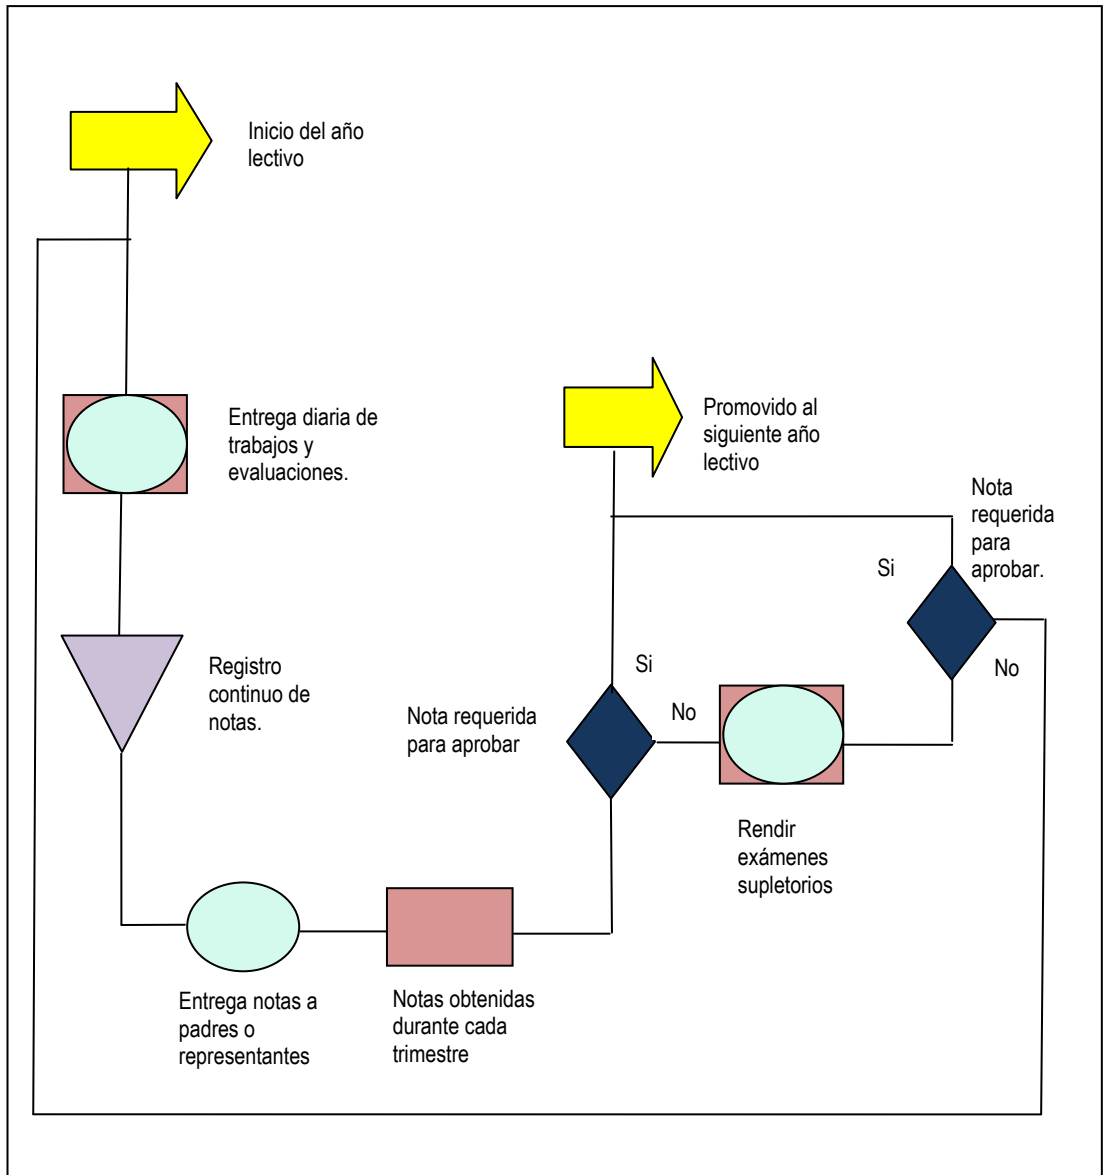 Inicio del año
lectivo
Entrega diaria de
trabajos y
evaluaciones.
Registro
continuo de
notas.
Entrega notas a
padres o
representantes
Notas obtenidas
durante cada
trimestre
Nota requerida
para aprobar
Si
No
Rendir
exámenes
supletorios
Promovido al
siguiente año
lectivo
Nota
requerida
para
aprobar.
Si
No